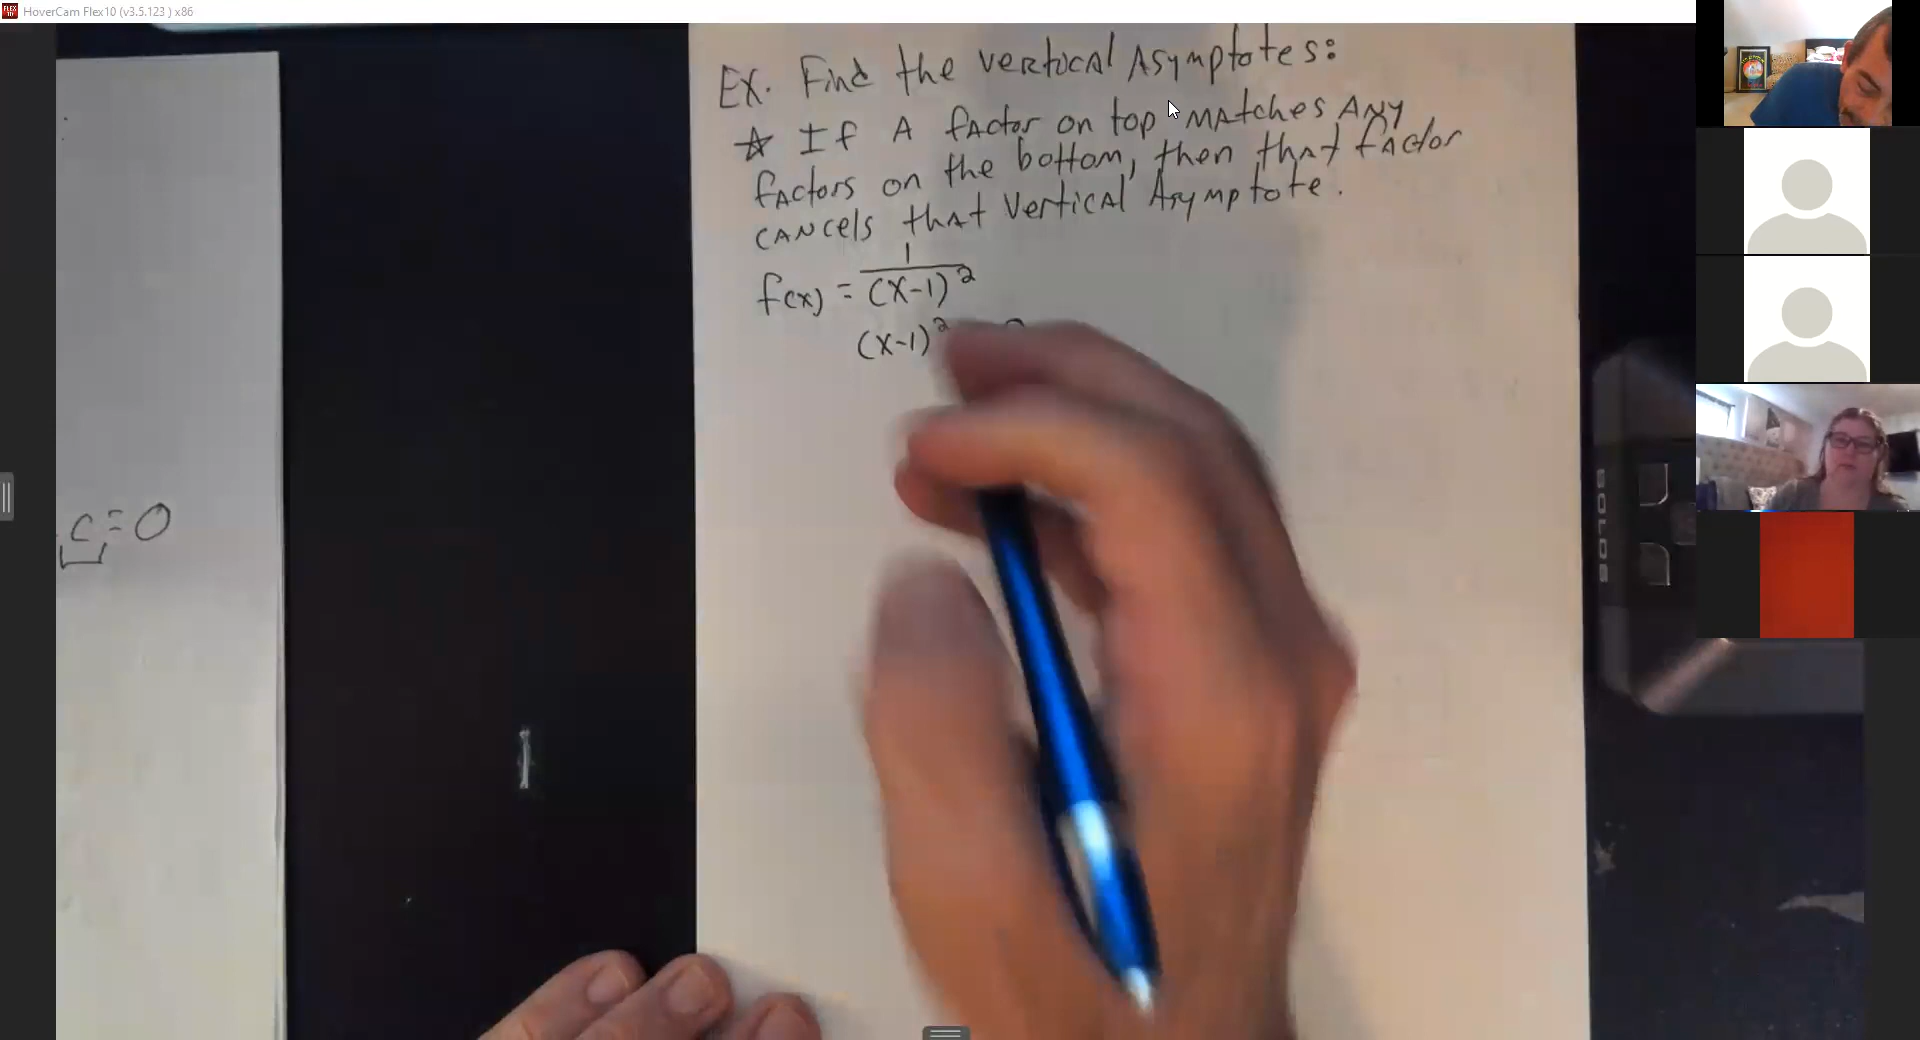 HoverCam Flex10 (v3.5.123 ) x86
Ex. Find the vertical Asymptotes:
☆ If A factor on top matches Any
factors on the bottom, then that factor
cancels that vertical Asymptote.
f(x) = 1/(x-1)²
(x-1)²
c = 0
SOLDS